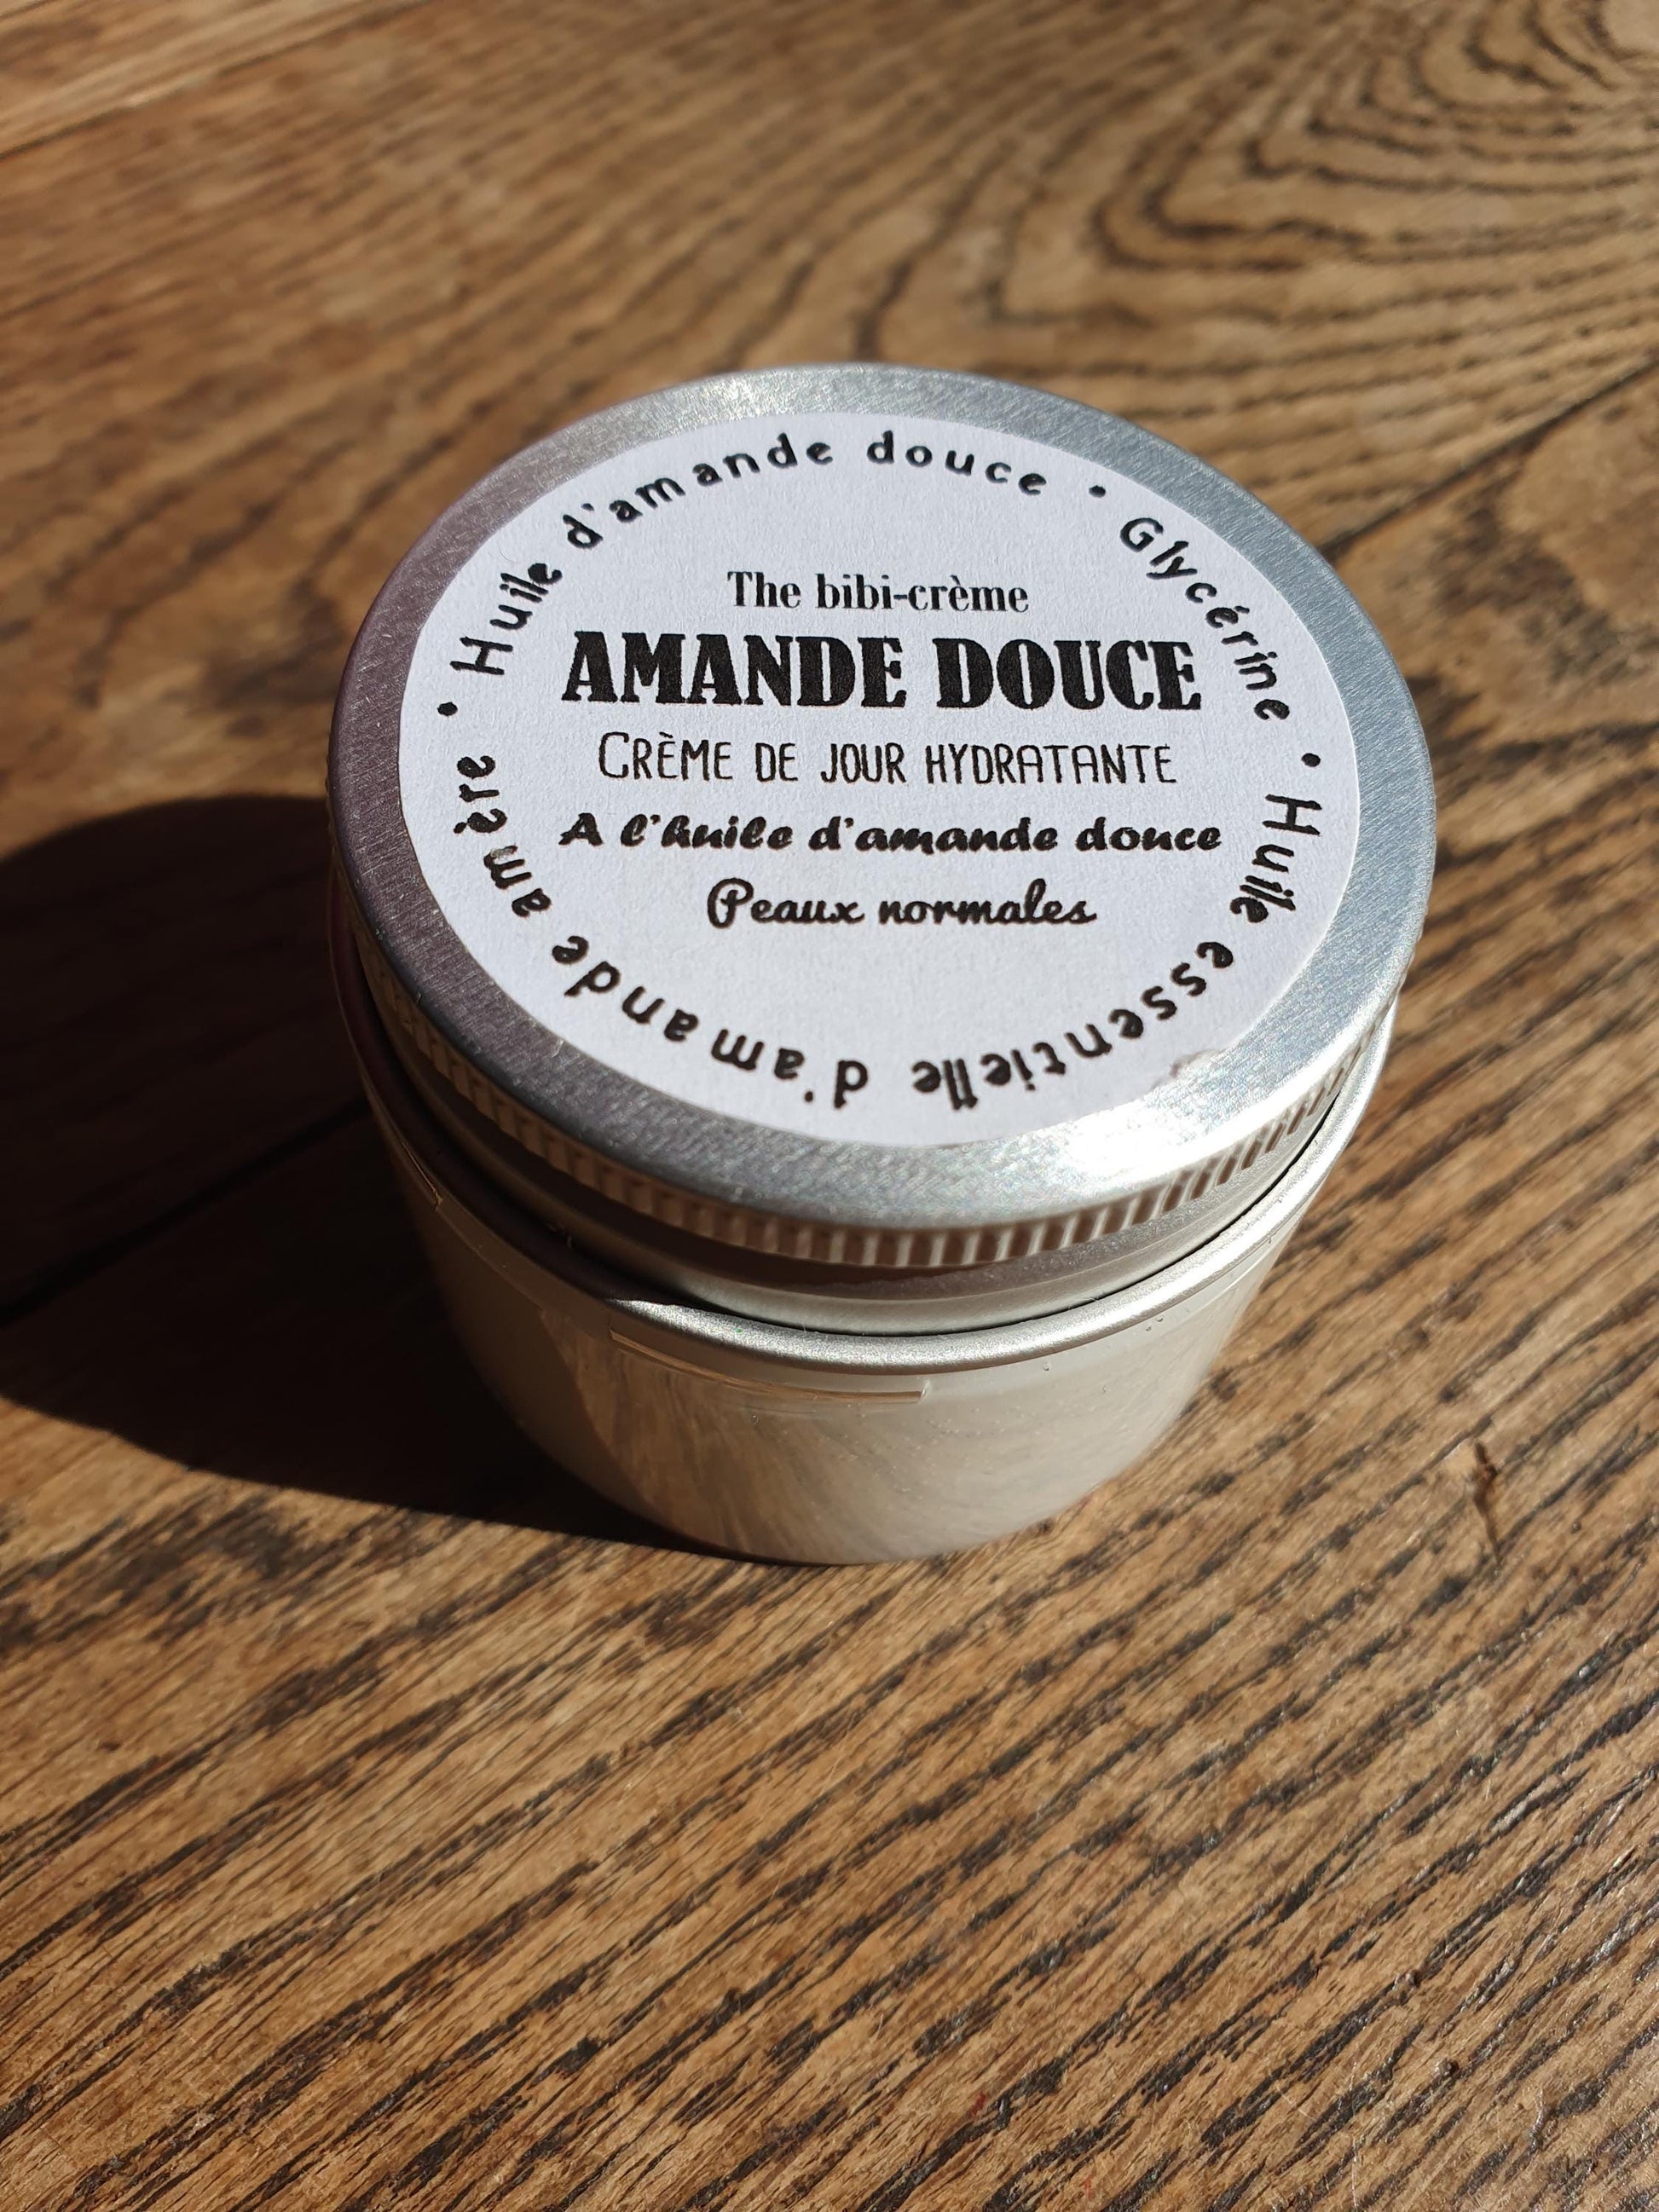 The bibi-crème
AMANDE DOUCE
CRÈME DE JOUR HYDRATANTE
A l'huile d'amande douce
Peaux normales
• Huile d'amande douce • Glycérine • Huile essentielle d'amande amère